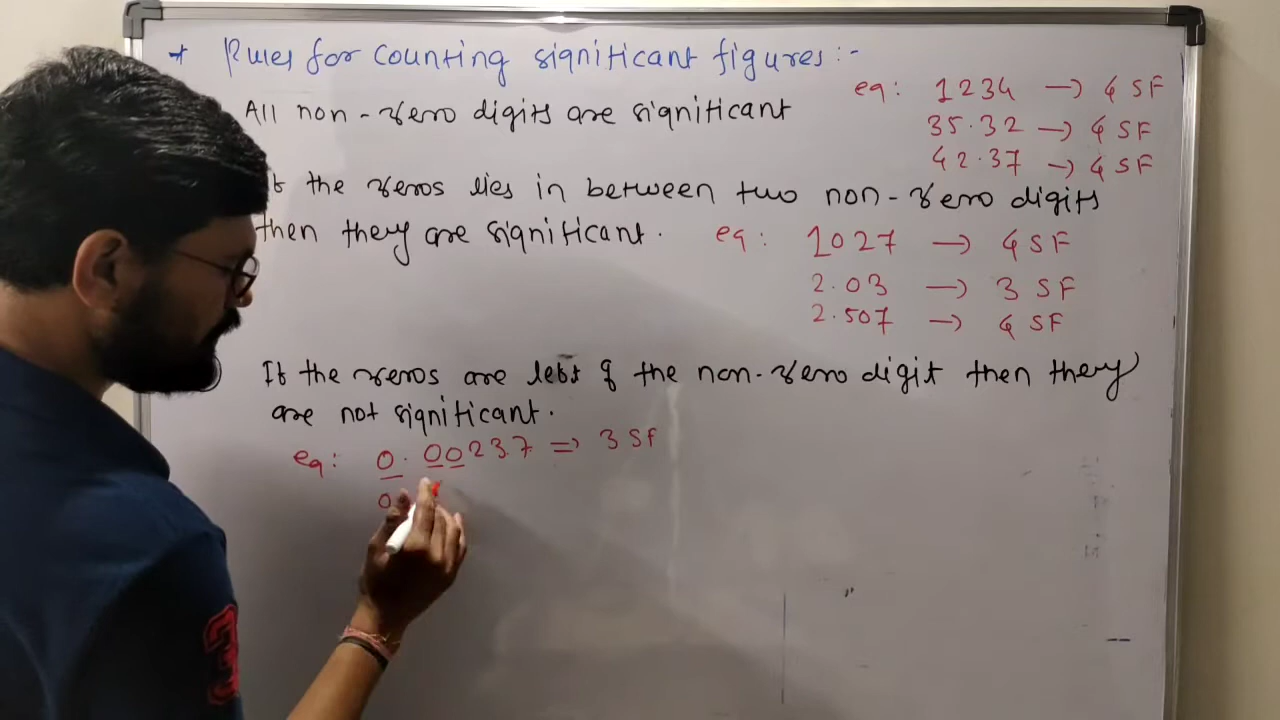 * Rules for counting significant figures :-
eg : 1234 → 4 SF
All non-zero digits are significant
35.32 → 4 SF
42.37 → 4 SF
If the zeros lies in between two non-zero digits
then they are significant. eg : 1027 → 4 SF
2.03 → 3 SF
2.507 → 4 SF
If the zeros are left of the non-zero digit then they
are not significant.
eg : 0.00237 => 3 SF
0
3